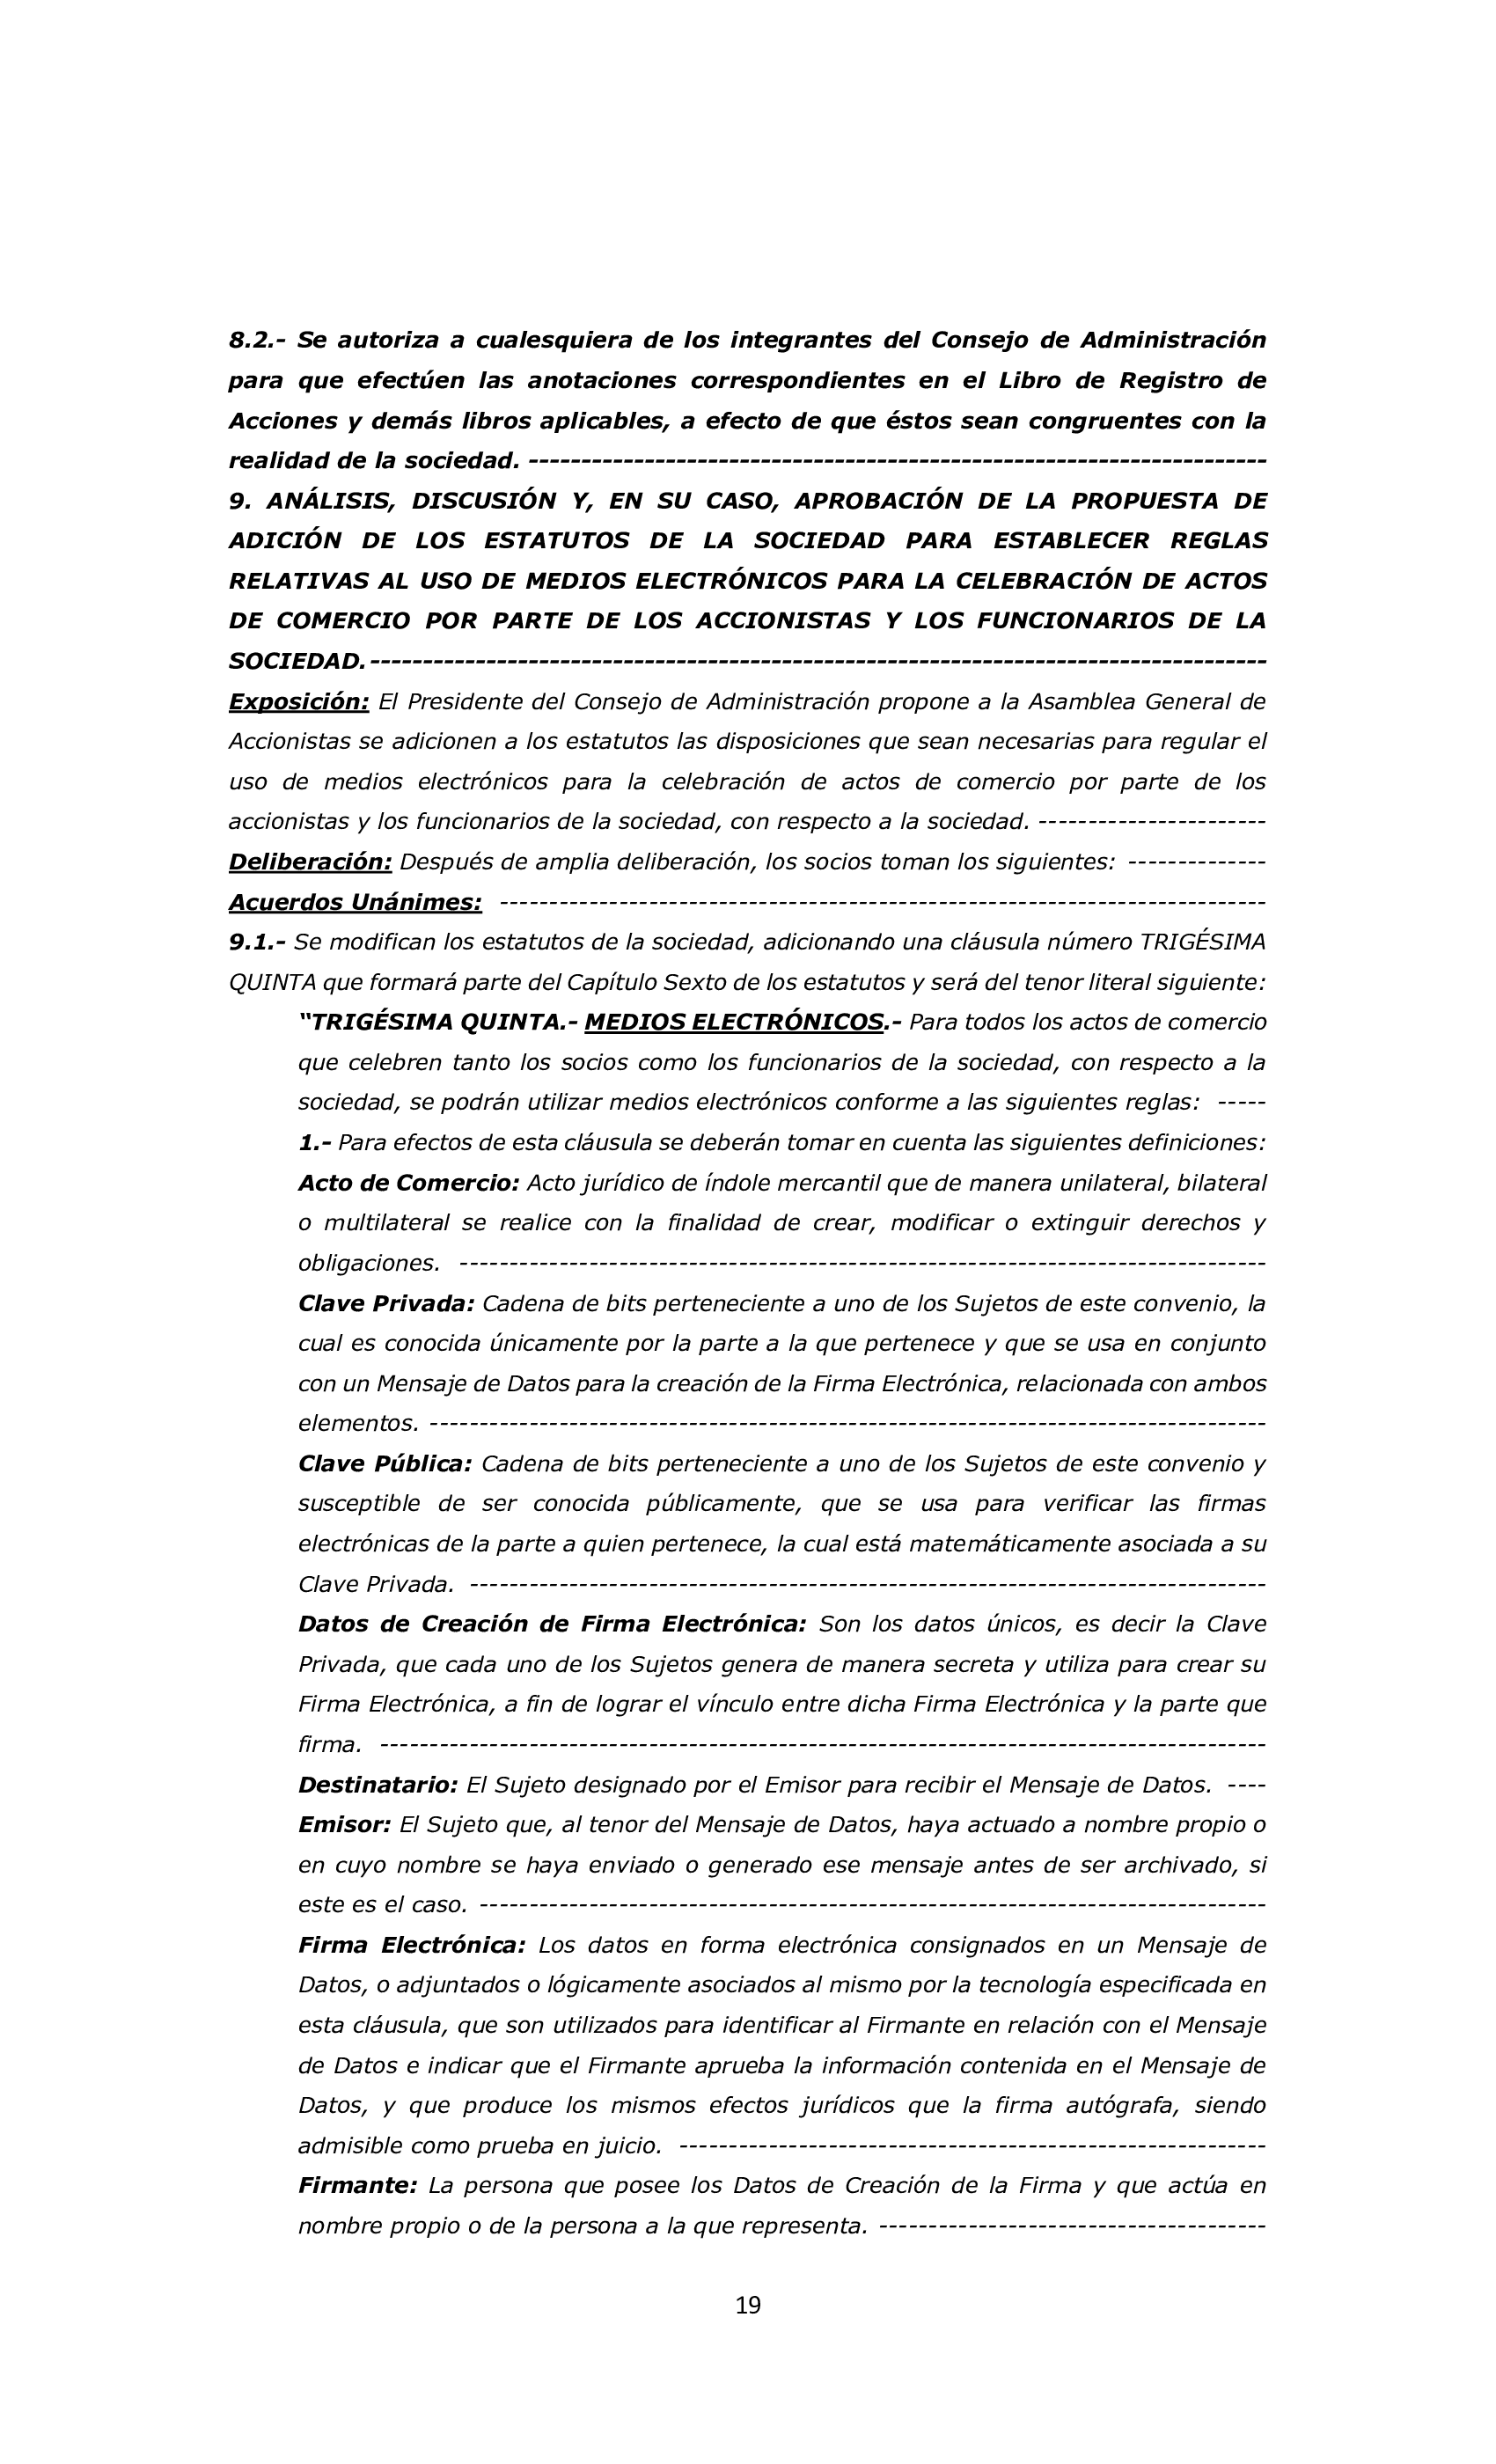 8.2.- Se autoriza a cualesquiera de los integrantes del Consejo de Administración
para que efectúen las anotaciones correspondientes en el Libro de Registro de
Acciones y demás libros aplicables, a efecto de que éstos sean congruentes con la
realidad de la sociedad. ----------------------------------------------------------------------
9. ANÁLISIS, DISCUSIÓN Y, EN SU CASO, APROBACIÓN DE LA PROPUESTA DE
ADICIÓN DE LOS ESTATUTOS DE LA SOCIEDAD PARA ESTABLECER REGLAS
RELATIVAS AL USO DE MEDIOS ELECTRÓNICOS PARA LA CELEBRACIÓN DE ACTOS
DE COMERCIO POR PARTE DE LOS ACCIONISTAS Y LOS FUNCIONARIOS DE LA
SOCIEDAD.-------------------------------------------------------------------------------------
Exposición: El Presidente del Consejo de Administración propone a la Asamblea General de
Accionistas se adicionen a los estatutos las disposiciones que sean necesarias para regular el
uso de medios electrónicos para la celebración de actos de comercio por parte de los
accionistas y los funcionarios de la sociedad, con respecto a la sociedad. -----------------------
Deliberación: Después de amplia deliberación, los socios toman los siguientes: --------------
Acuerdos Unánimes: -----------------------------------------------------------------------------
9.1.- Se modifican los estatutos de la sociedad, adicionando una cláusula número TRIGÉSIMA
QUINTA que formará parte del Capítulo Sexto de los estatutos y será del tenor literal siguiente:
"TRIGÉSIMA QUINTA.- MEDIOS ELECTRÓNICOS.- Para todos los actos de comercio
que celebren tanto los socios como los funcionarios de la sociedad, con respecto a la
sociedad, se podrán utilizar medios electrónicos conforme a las siguientes reglas: -----
1.- Para efectos de esta cláusula se deberán tomar en cuenta las siguientes definiciones:
Acto de Comercio: Acto jurídico de índole mercantil que de manera unilateral, bilateral
o multilateral se realice con la finalidad de crear, modificar o extinguir derechos y
obligaciones. ---------------------------------------------------------------------------------
Clave Privada: Cadena de bits perteneciente a uno de los Sujetos de este convenio, la
cual es conocida únicamente por la parte a la que pertenece y que se usa en conjunto
con un Mensaje de Datos para la creación de la Firma Electrónica, relacionada con ambos
elementos. ------------------------------------------------------------------------------------
Clave Pública: Cadena de bits perteneciente a uno de los Sujetos de este convenio y
susceptible de ser conocida públicamente, que se usa para verificar las firmas
electrónicas de la parte a quien pertenece, la cual está matemáticamente asociada a su
Clave Privada. --------------------------------------------------------------------------------
Datos de Creación de Firma Electrónica: Son los datos únicos, es decir la Clave
Privada, que cada uno de los Sujetos genera de manera secreta y utiliza para crear su
Firma Electrónica, a fin de lograr el vínculo entre dicha Firma Electrónica y la parte que
firma. -----------------------------------------------------------------------------------------
Destinatario: El Sujeto designado por el Emisor para recibir el Mensaje de Datos. ----
Emisor: El Sujeto que, al tenor del Mensaje de Datos, haya actuado a nombre propio o
en cuyo nombre se haya enviado o generado ese mensaje antes de ser archivado, si
este es el caso. -------------------------------------------------------------------------------
Firma Electrónica: Los datos en forma electrónica consignados en un Mensaje de
Datos, o adjuntados o lógicamente asociados al mismo por la tecnología especificada en
esta cláusula, que son utilizados para identificar al Firmante en relación con el Mensaje
de Datos e indicar que el Firmante aprueba la información contenida en el Mensaje de
Datos, y que produce los mismos efectos jurídicos que la firma autógrafa, siendo
admisible como prueba en juicio. -----------------------------------------------------------
Firmante: La persona que posee los Datos de Creación de la Firma y que actúa en
nombre propio o de la persona a la que representa. ---------------------------------------
19